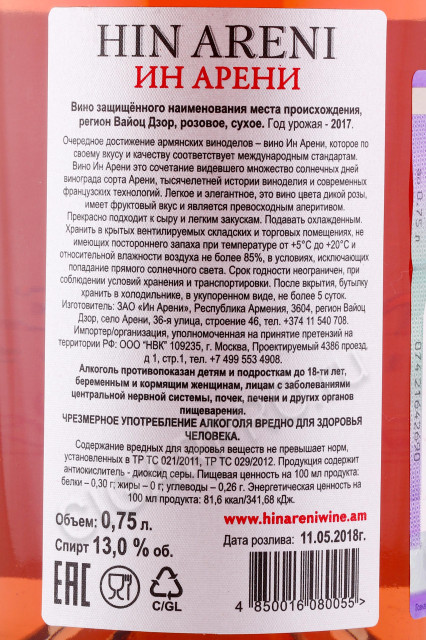 HIN ARENI
ИН АРЕНИ
Вино защищённого наименования места происхождения,
регион Вайоц Дзор, розовое, сухое. Год урожая - 2017.
Очередное достижение армянских виноделов – вино Ин Арени, которое по
своему вкусу и качеству соответствует международным стандартам.
Вино Ин Арени это сочетание видевшего множество солнечных дней
винограда сорта Арени, тысячелетней истории виноделия и современных
французских технологий. Легкое и элегантное, это вино цвета дикой розы,
имеет фруктовый вкус и является превосходным аперитивом.
Прекрасно подходит к сыру и легким закускам. Подавать охлажденным.
Хранить в крытых вентилируемых складских и торговых помещениях, не
имеющих постороннего запаха при температуре от +5°С до +20°С и
относительной влажности воздуха не более 85%, в условиях, исключающих
попадание прямого солнечного света. Срок годности неограничен, при
соблюдении условий хранения и транспортировки. После вскрытия, бутылку
хранить в холодильнике, в укупоренном виде, не более 5 суток.
Изготовитель: ЗАО «Ин Арени», Республика Армения, 3604, регион Вайоц
Дзор, село Арени, 36-я улица, строение 46, тел. +374 11 540 708.
Импортер/организация, уполномоченная на принятие претензий на
территории РФ: ООО "НВК" 109235, г. Москва, Проектируемый 4386 проезд,
д 1, стр.1, тел.: +7 499 553 4908.
Алкоголь противопоказан детям и подросткам до 18-ти лет,
беременным и кормящим женщинам, лицам с заболеваниями
центральной нервной системы, почек, печени и других органов
пищеварения.
ЧРЕЗМЕРНОЕ УПОТРЕБЛЕНИЕ АЛКОГОЛЯ ВРЕДНО ДЛЯ ЗДОРОВЬЯ
ЧЕЛОВЕКА.
Содержание вредных для здоровья веществ не превышает норм,
установленных в ТР ТС 021/2011, ТР ТС 029/2012. Продукция содержит
антиокислитель - диоксид серы. Пищевая ценность на 100 мл продукта:
белки – 0,30 г; жиры – 0 г; углеводы – 0,26 г. Энергетическая ценность на
100 мл продукта: 81,6 ккал/341,68 кДж.
Объем: 0,75 л.
Спирт 13,0 % об.
www.hinareniwine.am
Дата розлива: 11.05.2018г.
EAC
C/GL
4 850016 080055 >